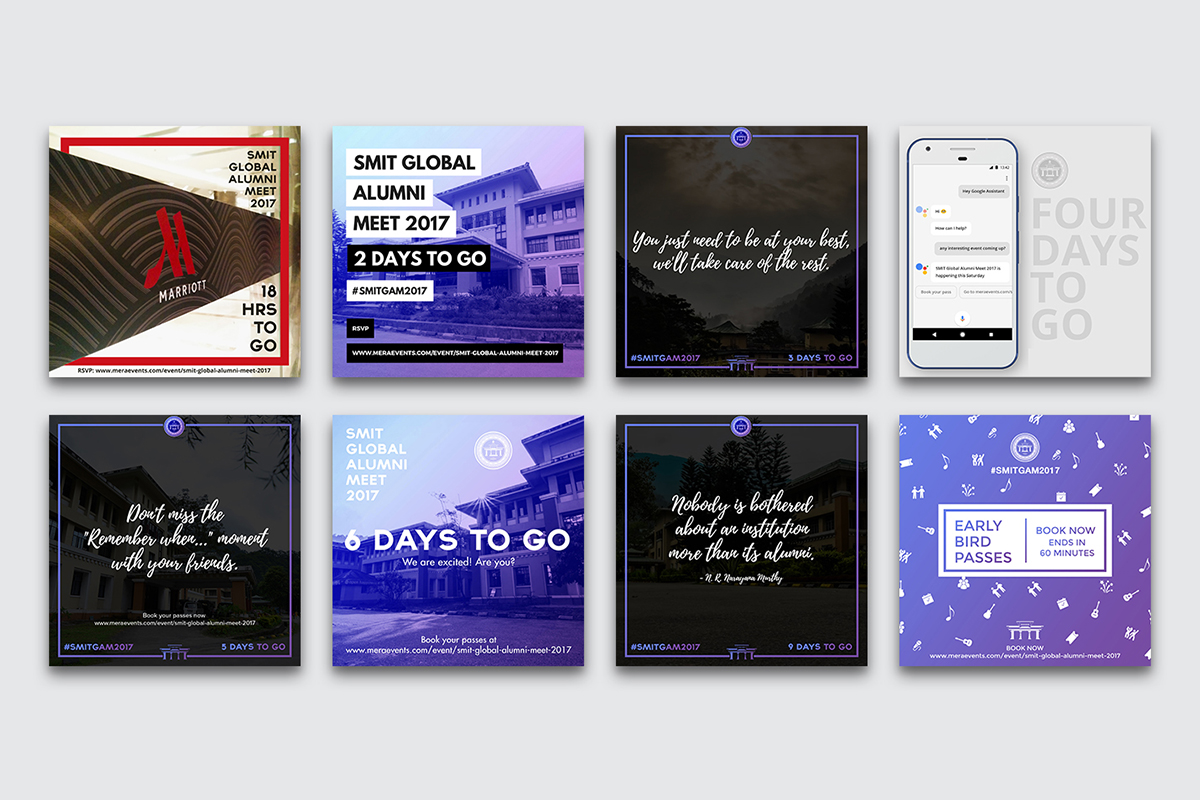 SMIT
GLOBAL
ALUMNI
MEET
2017
MARRIOTT
18
HRS
TO
GO
RSVP: www.meraevents.com/event/smit-global-alumni-meet-2017
SMIT GLOBAL
ALUMNI
MEET 2017
2 DAYS TO GO
#SMITGAM2017
RSVP
WWW.MERAEVENTS.COM/EVENT/SMIT-GLOBAL-ALUMNI-MEET-2017
You just need to be at your best,
we'll take care of the rest.
#SMITGAM2017
3 DAYS TO GO
12:42
Hey Google Assistant
Hi
How can I help?
any interesting event coming up?
SMIT Global Alumni Meet 2017 is
happening this Saturday
Book your pass
Go to meraevents.com/s
FOUR
DAYS
TO
GO
Don't miss the
"Remember when..." moment
with your friends.
Book your passes now
www.meraevents.com/event/smit-global-alumni-meet-2017
#SMITGAM2017
5 DAYS TO GO
SMIT
GLOBAL
ALUMNI
MEET
2017
6 DAYS TO GO
We are excited! Are you?
Book your passes at
www.meraevents.com/event/smit-global-alumni-meet-2017
Nobody is bothered
about an institution
more than its alumni.
- N. R. Narayana Murthy
#SMITGAM2017
9 DAYS TO GO
#SMITGAM2017
EARLY
BIRD
PASSES
BOOK NOW
ENDS IN
60 MINUTES
BOOK NOW
www.meraevents.com/event/smit-global-alumni-meet-2017